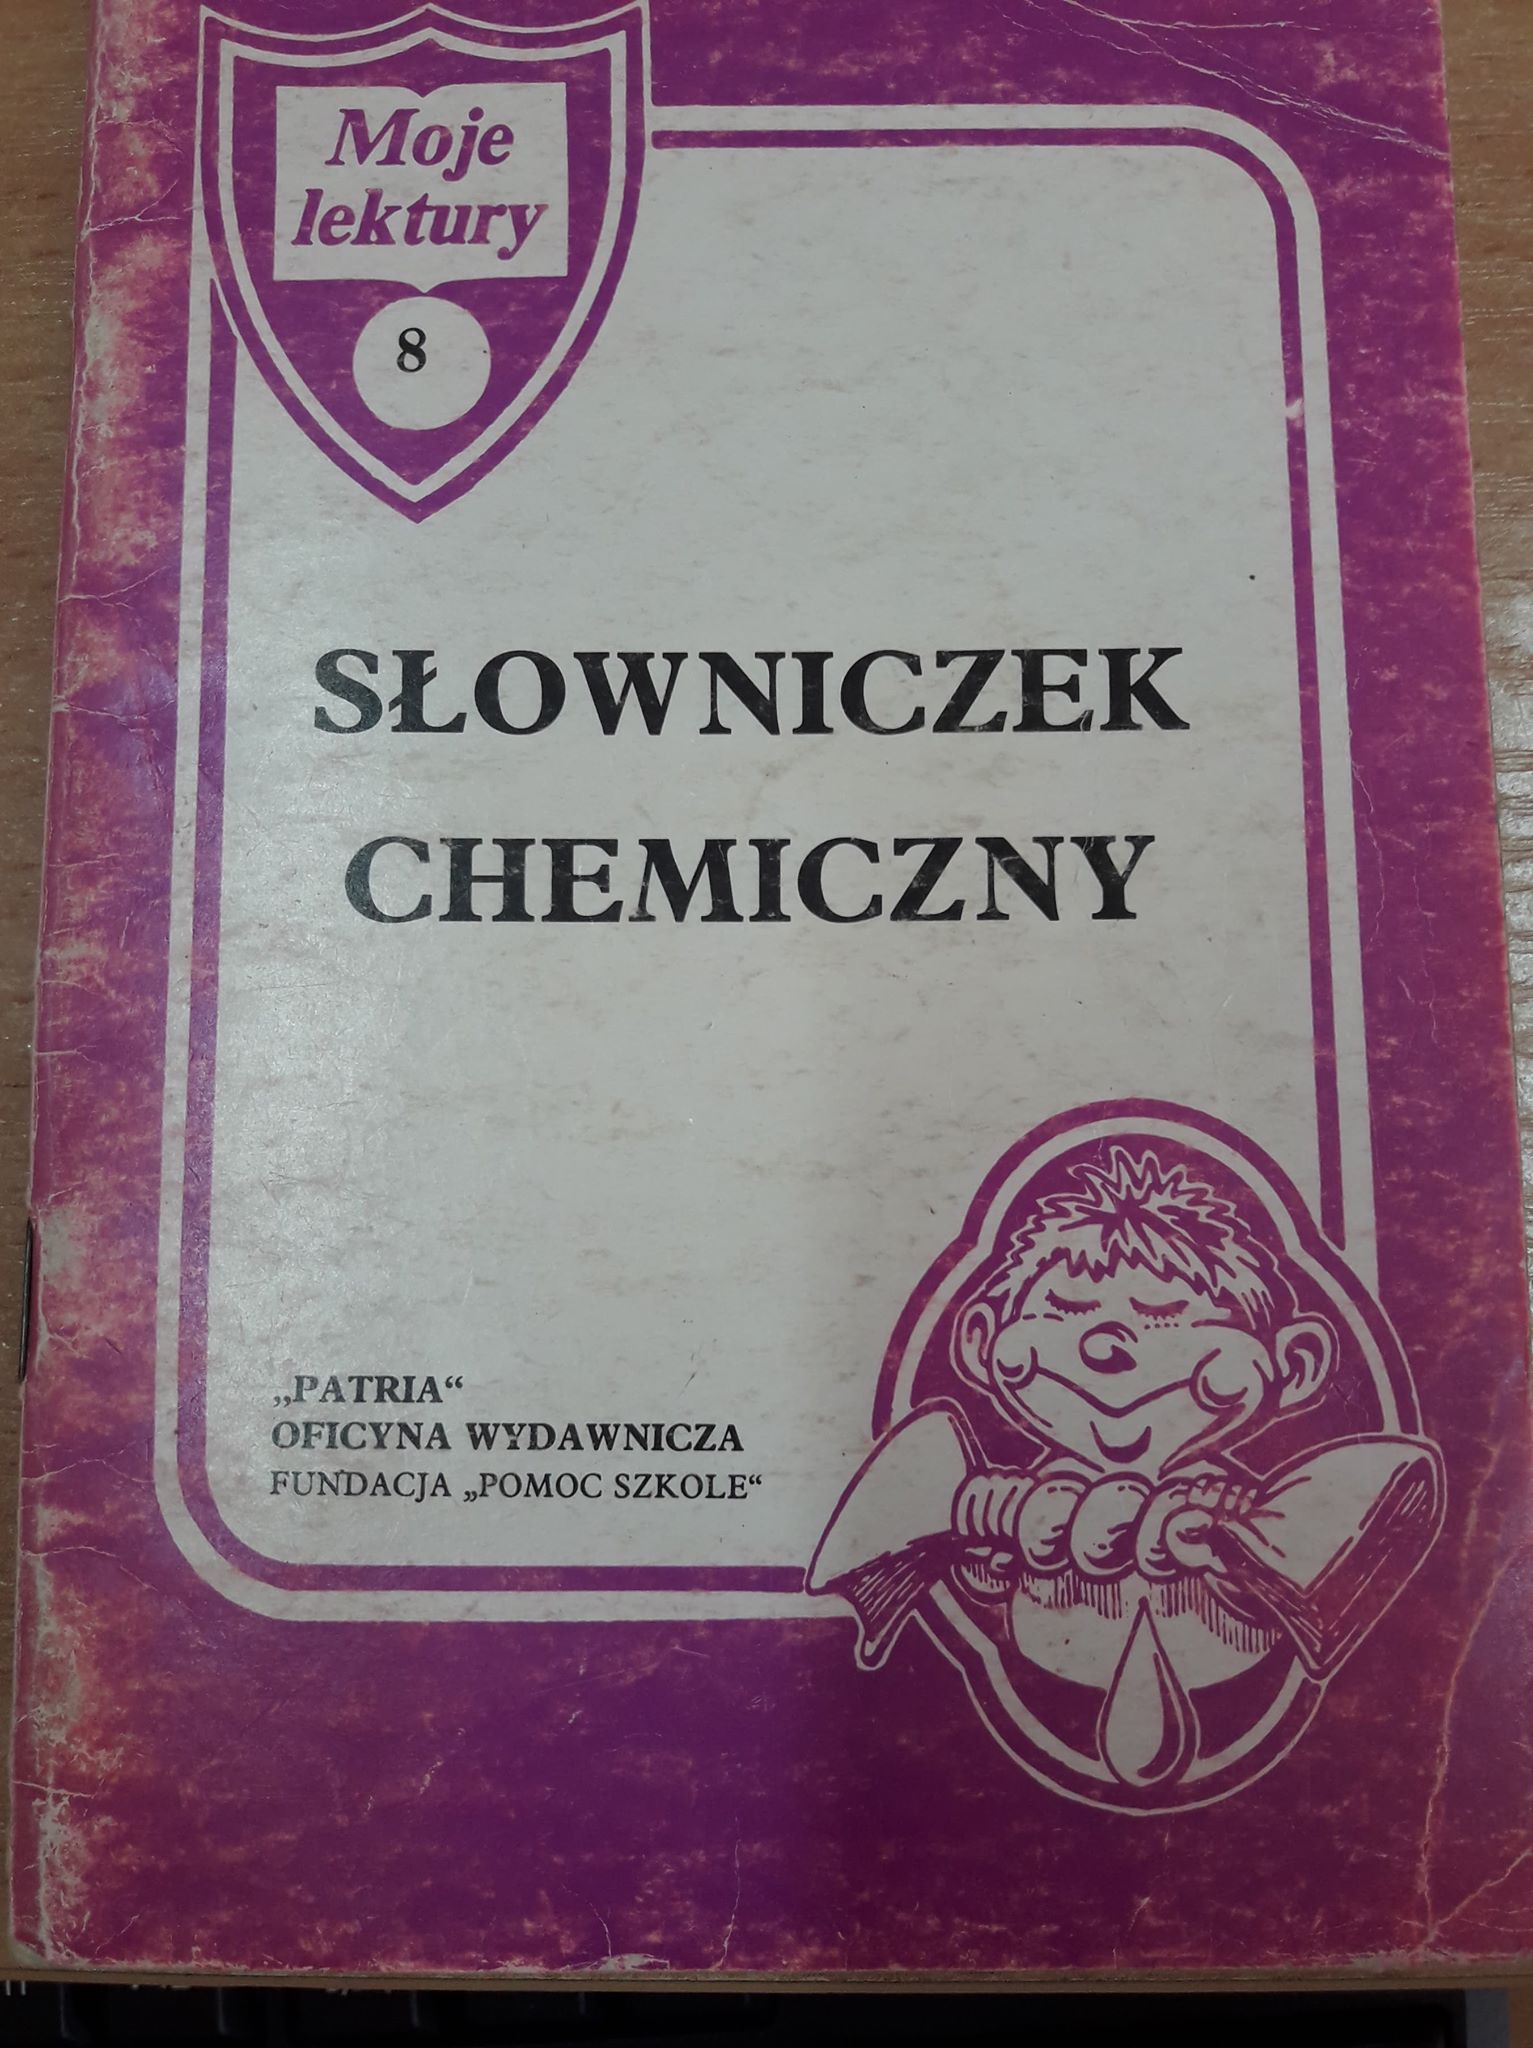 Moje
lektury
8
SŁOWNICZEK
CHEMICZNY
„PATRIA“
OFICYNA WYDAWNICZA
FUNDACJA „POMOC SZKOLE“